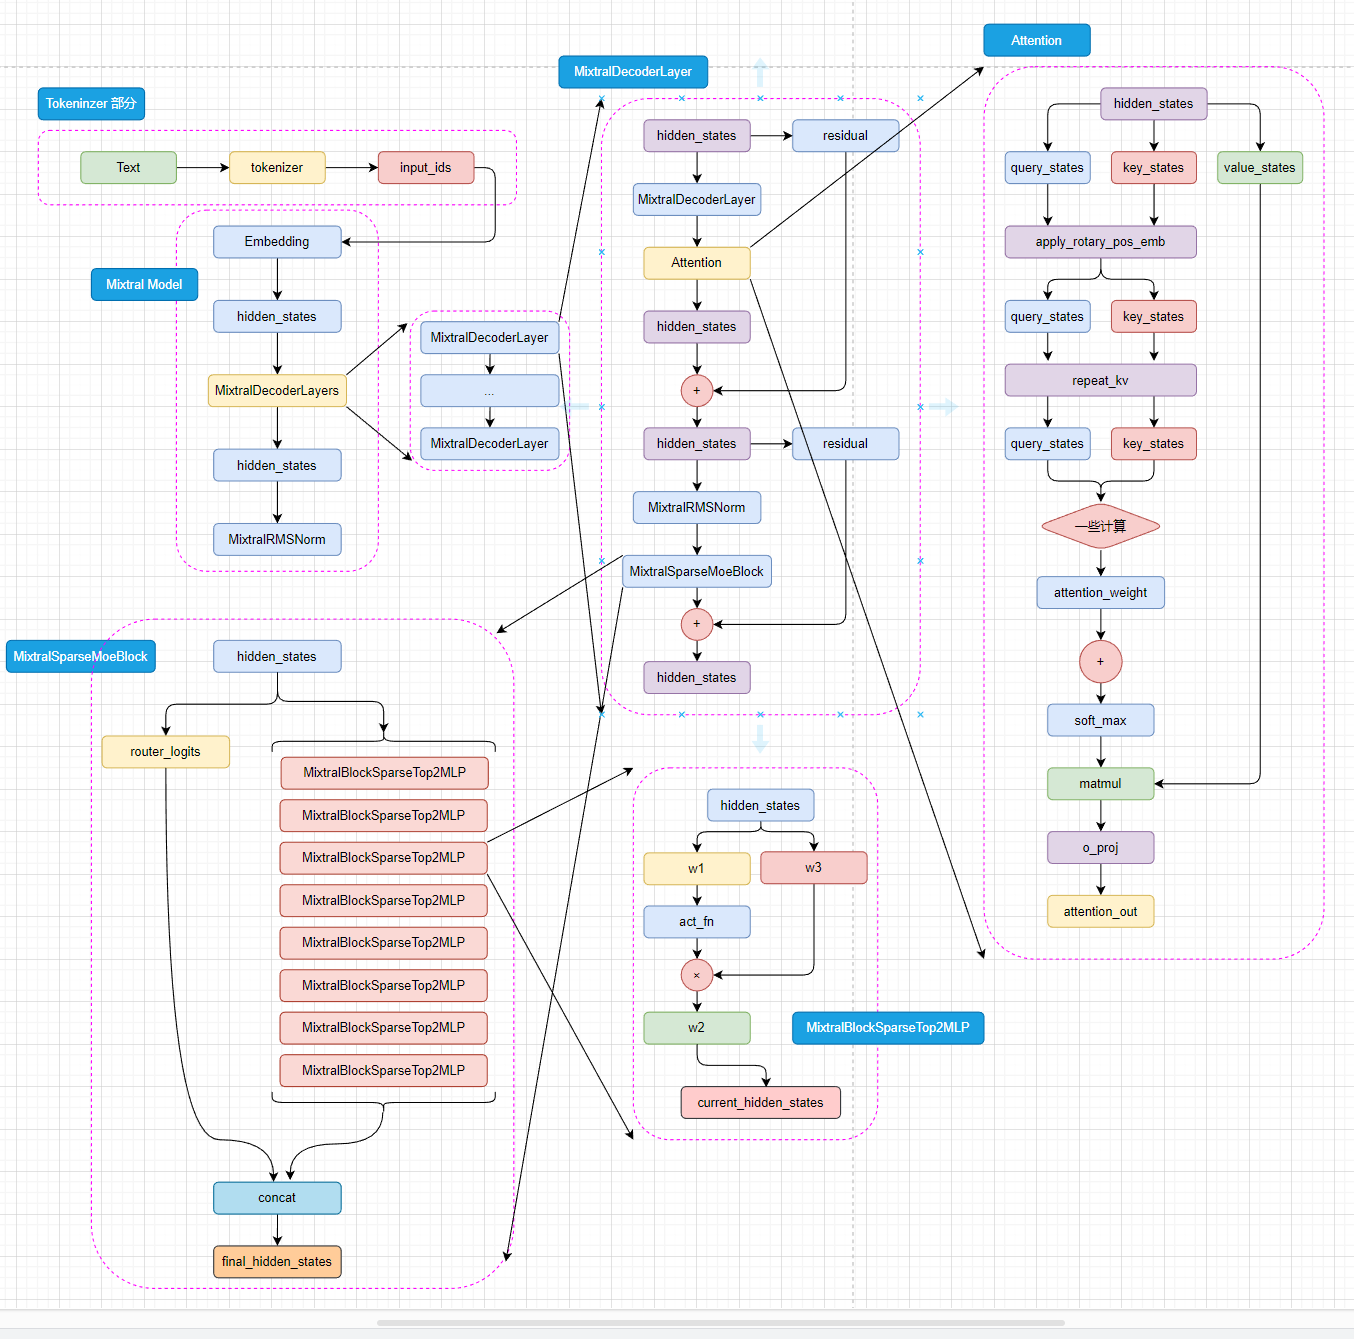 Tokeninzer 部分
Text
tokenizer
input_ids
Mixtral Model
Embedding
hidden_states
MixtralDecoderLayers
hidden_states
MixtralRMSNorm
MixtralDecoderLayer
...
MixtralDecoderLayer
MixtralDecoderLayer
hidden_states
residual
MixtralDecoderLayer
Attention
hidden_states
+
hidden_states
residual
MixtralRMSNorm
MixtralSparseMoeBlock
+
hidden_states
Attention
hidden_states
query_states
key_states
value_states
apply_rotary_pos_emb
query_states
key_states
repeat_kv
query_states
key_states
一些计算
attention_weight
+
soft_max
matmul
o_proj
attention_out
MixtralSparseMoeBlock
hidden_states
router_logits
MixtralBlockSparseTop2MLP
MixtralBlockSparseTop2MLP
MixtralBlockSparseTop2MLP
MixtralBlockSparseTop2MLP
MixtralBlockSparseTop2MLP
MixtralBlockSparseTop2MLP
MixtralBlockSparseTop2MLP
MixtralBlockSparseTop2MLP
concat
final_hidden_states
hidden_states
w1
w3
act_fn
×
w2
MixtralBlockSparseTop2MLP
current_hidden_states